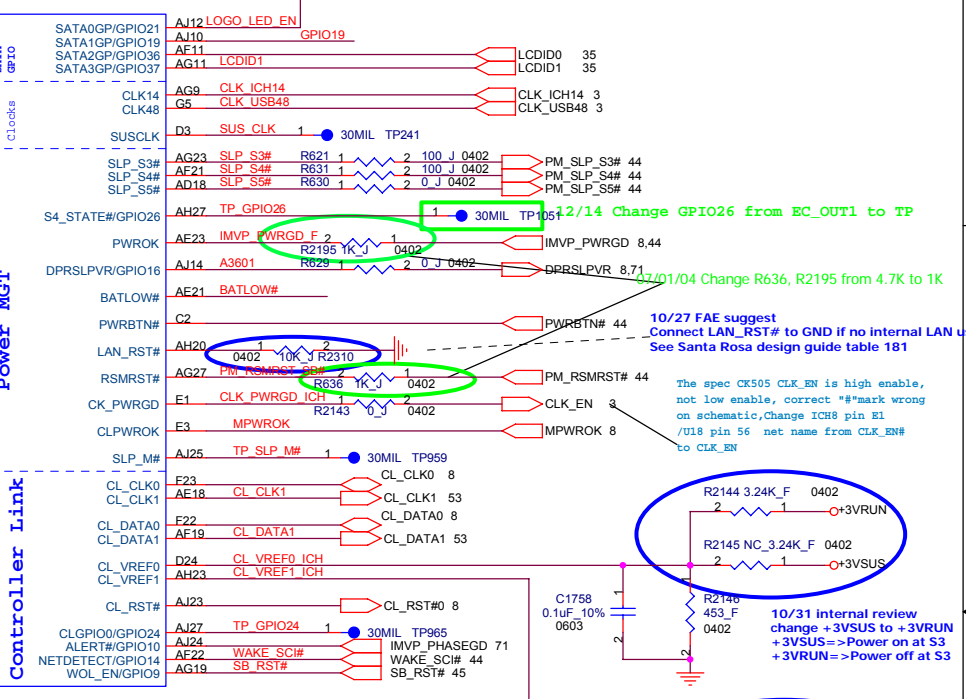 SATA0GP/GPIO21 AJ12 LOGO_LED_EN
SATA1GP/GPIO19 AJ10 GPIO19
SATA2GP/GPIO36 AF11 LCDID0 35
SATA3GP/GPIO37 AG11 LCDID1 LCDID1 35
GPIO
Clocks
CLK14 AG9 CLK_ICH14 CLK_ICH14 3
CLK48 G5 CLK_USB48 CLK_USB48 3
SUSCLK D3 SUS_CLK 1 30MIL TP241
SLP_S3# AG23 SLP_S3# R621 1 2 100_J 0402 PM_SLP_S3# 44
SLP_S4# AF21 SLP_S4# R631 1 2 100_J 0402 PM_SLP_S4# 44
SLP_S5# AD18 SLP_S5# R630 1 2 0_J 0402 PM_SLP_S5# 44
S4_STATE#/GPIO26 AH27 TP_GPIO26 1 30MIL TP1051 12/14 Change GPIO26 from EC_OUT1 to TP
PWROK AE23 IMVP_PWRGD_F 2 1 IMVP_PWRGD 8,44
R2195 1K_J 0402
DPRSLPVR/GPIO16 AJ14 A3601 R629 1 2 0_J 0402 DPRSLPVR 8,71
07/01/04 Change R636, R2195 from 4.7K to 1K
Power MGT
BATLOW# AE21 BATLOW#
PWRBTN# C2 PWRBTN# 44
10/27 FAE suggest
Connect LAN_RST# to GND if no internal LAN u
See Santa Rosa design guide table 181
LAN_RST# AH20 1 2
0402 10K_J R2310
RSMRST# AG27 PM_RSMRST_SB# 2 1 PM_RSMRST# 44
R636 1K_J 0402
CK_PWRGD E1 CLK_PWRGD_ICH 1 2 CLK_EN 3
R2143 0_J 0402
The spec CK505 CLK_EN is high enable,
not low enable, correct "#"mark wrong
on schematic,Change ICH8 pin E1
/U18 pin 56 net name from CLK_EN#
to CLK_EN
CLPWROK E3 MPWROK MPWROK 8
SLP_M# AJ25 TP_SLP_M# 1 30MIL TP959
Controller Link
CL_CLK0 F23 CL_CLK0 8
CL_CLK1 AE18 CL_CLK1 CL_CLK1 53
CL_DATA0 F22 CL_DATA0 8
CL_DATA1 AF19 CL_DATA1 CL_DATA1 53
R2144 3.24K_F 0402
2 1 +3VRUN
R2145 NC_3.24K_F 0402
2 1 +3VSUS
CL_VREF0 D24 CL_VREF0_ICH
CL_VREF1 AH23 CL_VREF1_ICH
C1758
0.1uF_10%
0603
1
2
1
R2146
453_F
0402
2
CL_RST# AJ23 CL_RST#0 8
10/31 internal review
change +3VSUS to +3VRUN
+3VSUS=>Power on at S3
+3VRUN=>Power off at S3
CLGPIO0/GPIO24 AJ27 TP_GPIO24 1 30MIL TP965
ALERT#/GPIO10 AJ24 IMVP_PHASEGD 71
NETDETECT/GPIO14 AF22 WAKE_SCI# WAKE_SCI# 44
WOL_EN/GPIO9 AG19 SB_RST# SB_RST# 45